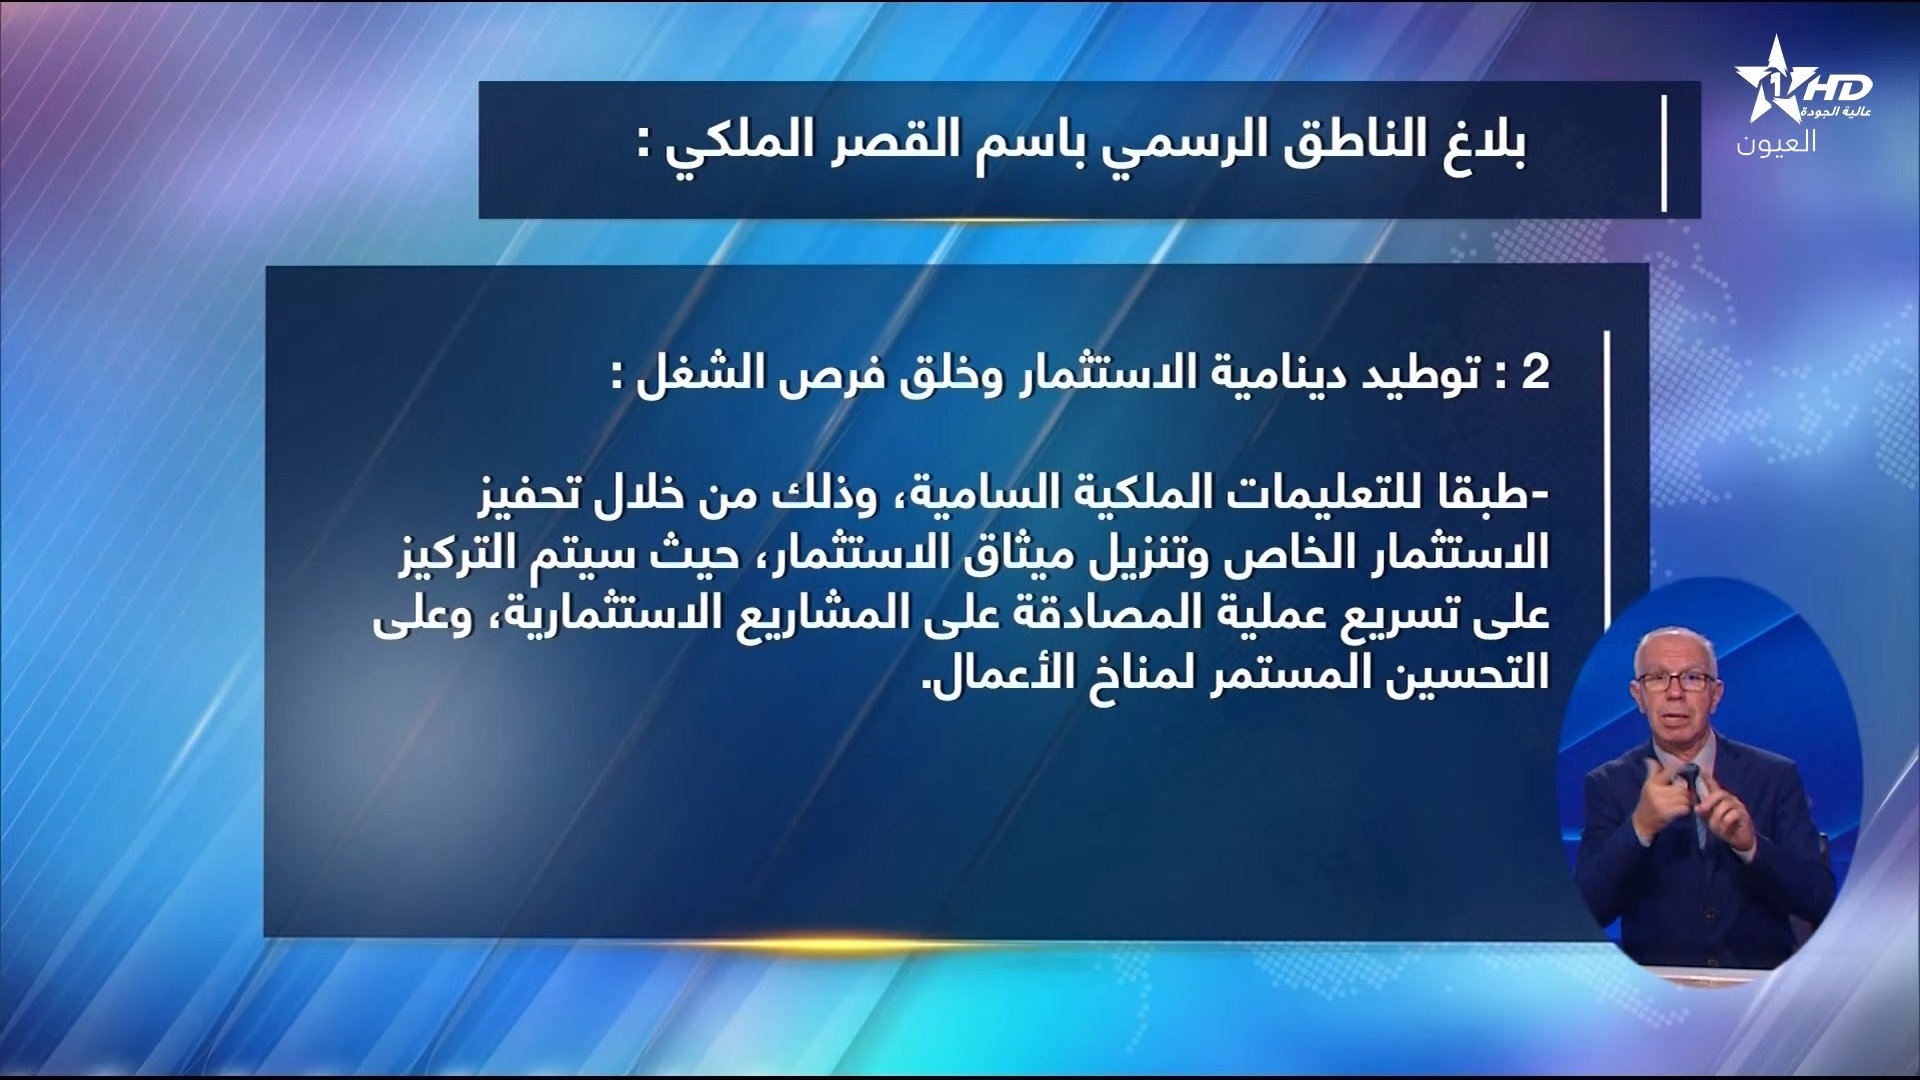 HD
عالية الجودة
العيون
بلاغ الناطق الرسمي باسم القصر الملكي :
2 : توطيد دينامية الاستثمار وخلق فرص الشغل :
-طبقا للتعليمات الملكية السامية، وذلك من خلال تحفيز
الاستثمار الخاص وتنزيل ميثاق الاستثمار، حيث سيتم التركيز
على تسريع عملية المصادقة على المشاريع الاستثمارية، وعلى
التحسين المستمر لمناخ الأعمال.